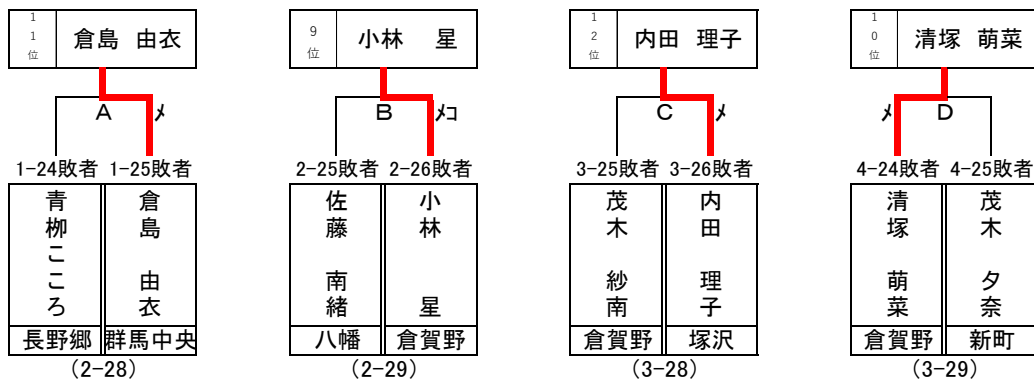 11位 倉島 由衣 9位 小林 星 12位 内田 理子 10位 清塚 萌菜
A メ B メコ C メ メ D
1-24敗者 1-25敗者 2-25敗者 2-26敗者 3-25敗者 3-26敗者 4-24敗者 4-25敗者
青栁こころ 倉島 由衣 佐藤 南緒 小林 星 茂木 紗南 内田 理子 清塚 萌菜 茂木 夕奈
長野郷 群馬中央 八幡 倉賀野 倉賀野 塚沢 倉賀野 新町
(2-28) (2-29) (3-28) (3-29)